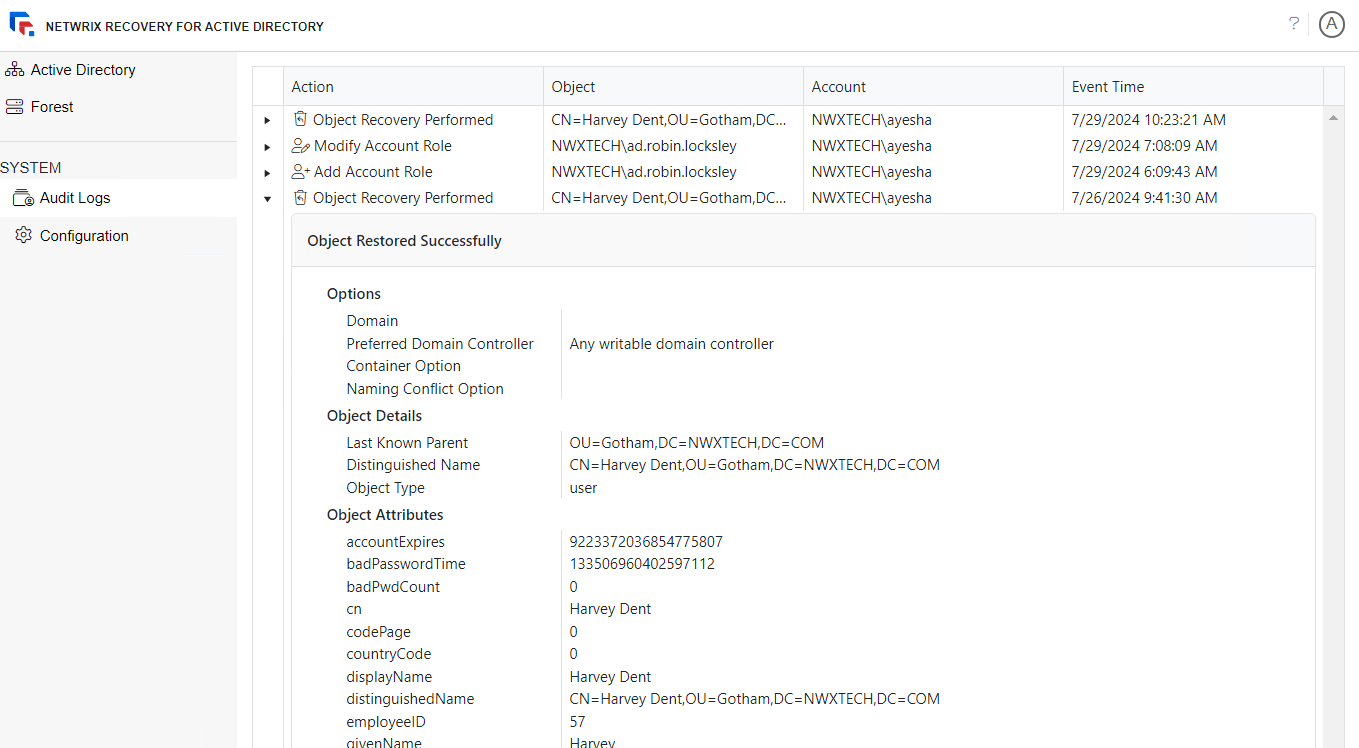 NETWRIX RECOVERY FOR ACTIVE DIRECTORY
? A
Active Directory
Forest
SYSTEM
Audit Logs
Configuration
Action Object Account Event Time
Object Recovery Performed CN=Harvey Dent,OU=Gotham,DC... NWXTECH\ayesha 7/29/2024 10:23:21 AM
Modify Account Role NWXTECH\ad.robin.locksley NWXTECH\ayesha 7/29/2024 7:08:09 AM
Add Account Role NWXTECH\ad.robin.locksley NWXTECH\ayesha 7/29/2024 6:09:43 AM
Object Recovery Performed CN=Harvey Dent,OU=Gotham,DC... NWXTECH\ayesha 7/26/2024 9:41:30 AM
Object Restored Successfully
Options
Domain
Preferred Domain Controller Any writable domain controller
Container Option
Naming Conflict Option
Object Details
Last Known Parent OU=Gotham,DC=NWXTECH,DC=COM
Distinguished Name CN=Harvey Dent,OU=Gotham,DC=NWXTECH,DC=COM
Object Type user
Object Attributes
accountExpires 9223372036854775807
badPasswordTime 133506960402597112
badPwdCount 0
cn Harvey Dent
codePage 0
countryCode 0
displayName Harvey Dent
distinguishedName CN=Harvey Dent,OU=Gotham,DC=NWXTECH,DC=COM
employeeID 57
givenName Harvey